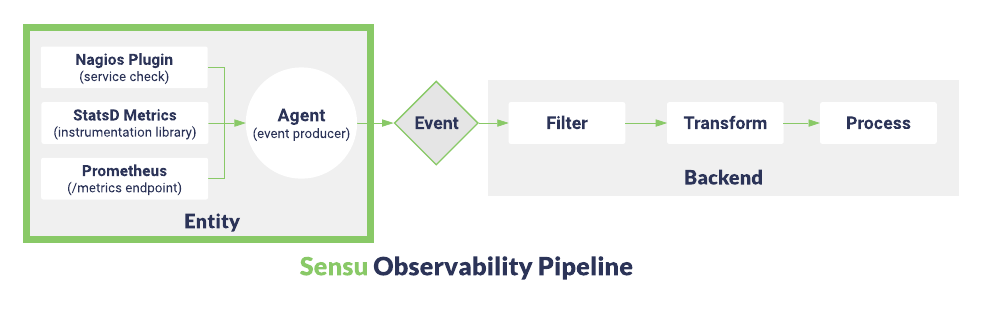 Nagios Plugin
(service check)
StatsD Metrics
(instrumentation library)
Prometheus
(/metrics endpoint)
Agent
(event producer)
Entity
Event
Filter
Transform
Process
Backend
Sensu Observability Pipeline